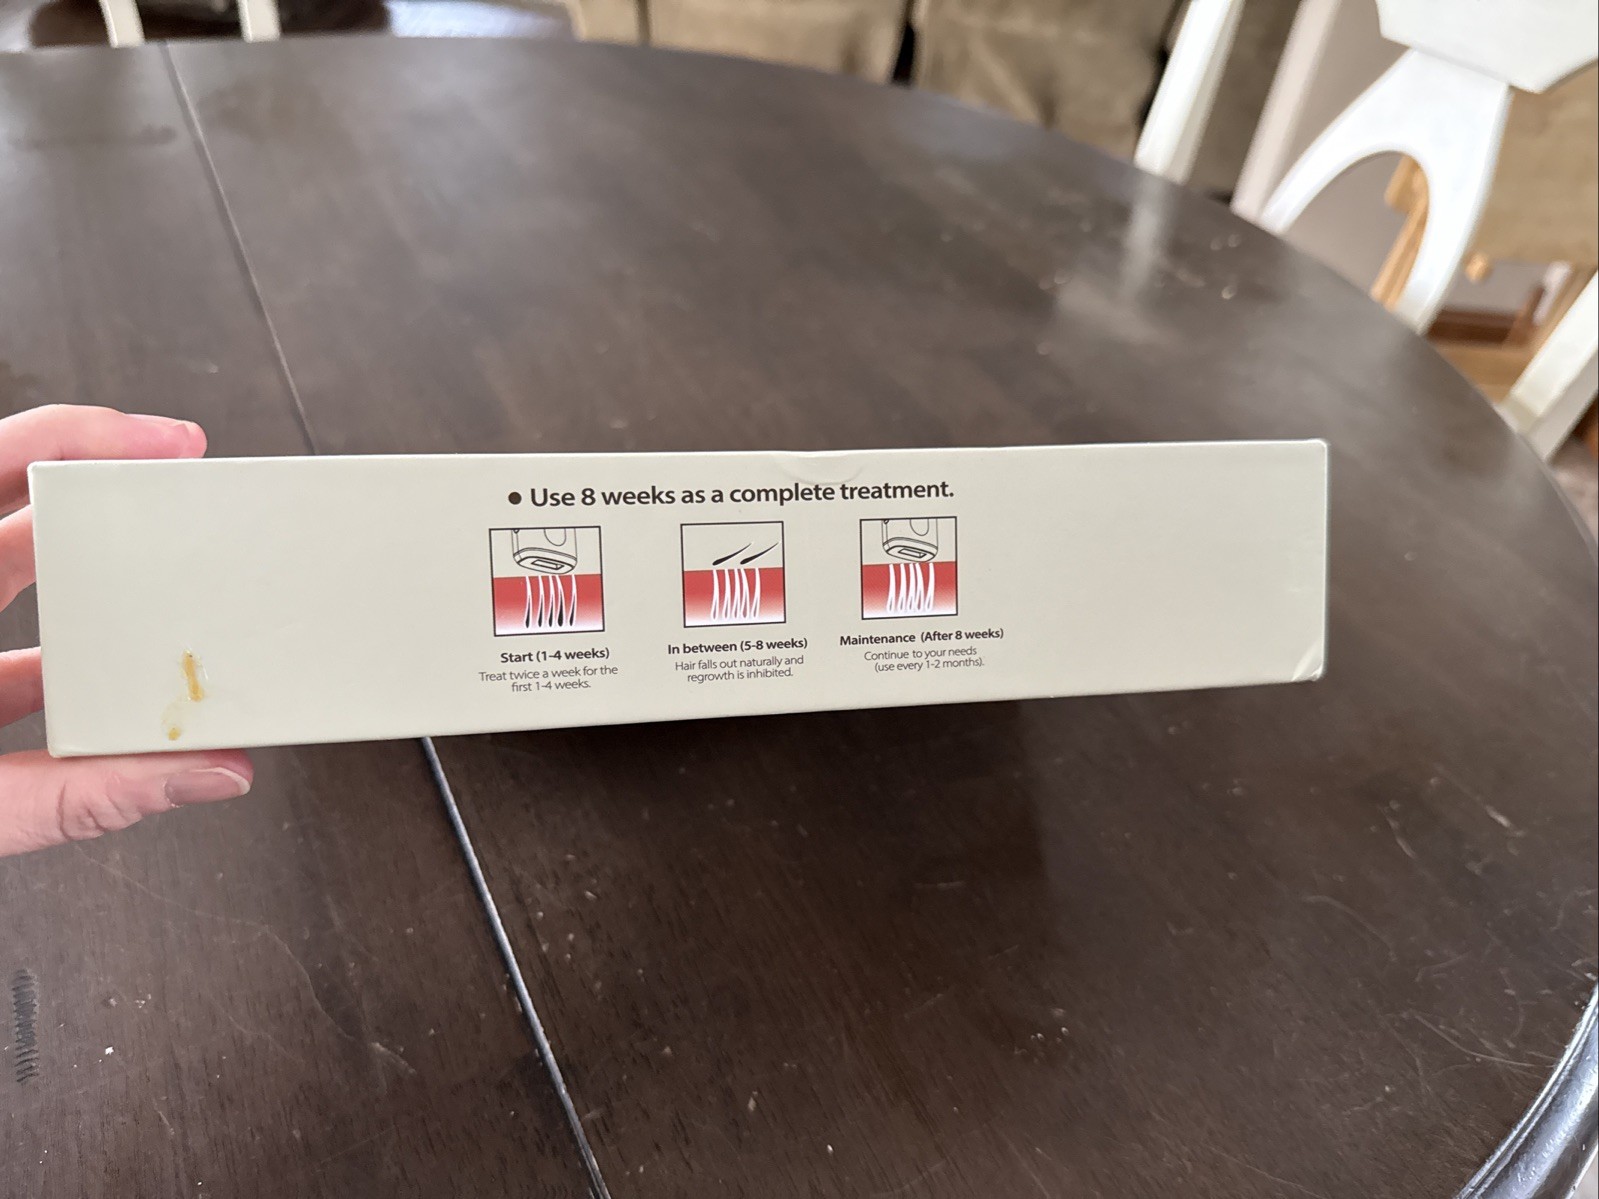 ● Use 8 weeks as a complete treatment.
Start (1-4 weeks)
Treat twice a week for the
first 1-4 weeks.
In between (5-8 weeks)
Hair falls out naturally and
regrowth is inhibited.
Maintenance (After 8 weeks)
Continue to your needs
(use every 1-2 months).